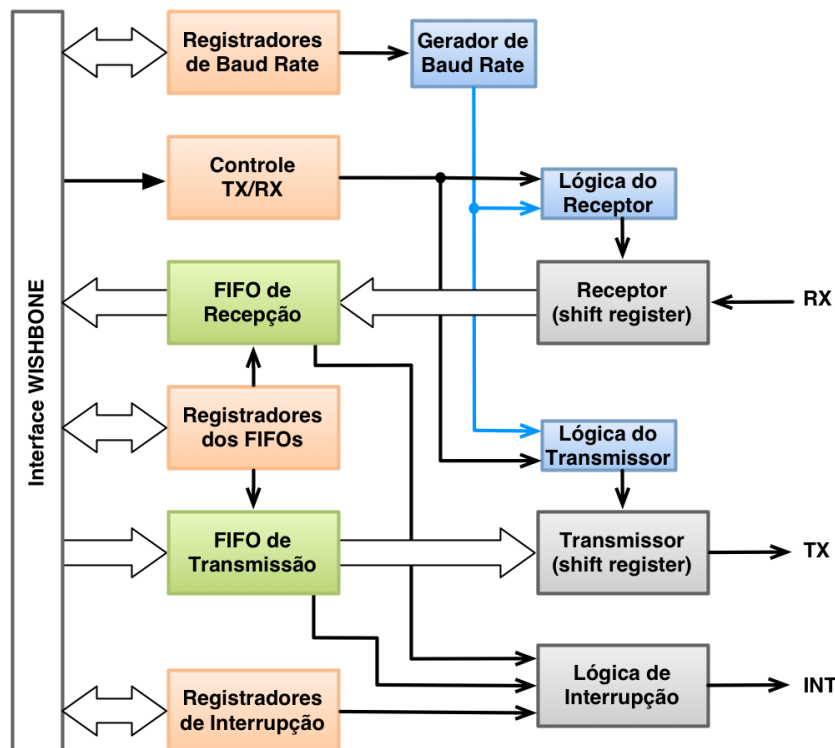 Interface WISHBONE
Registradores
de Baud Rate
Gerador de
Baud Rate
Controle
TX/RX
Lógica do
Receptor
FIFO de
Recepção
Receptor
(shift register)
RX
Registradores
dos FIFOs
Lógica do
Transmissor
FIFO de
Transmissão
Transmissor
(shift register)
TX
Registradores
de Interrupção
Lógica de
Interrupção
INT